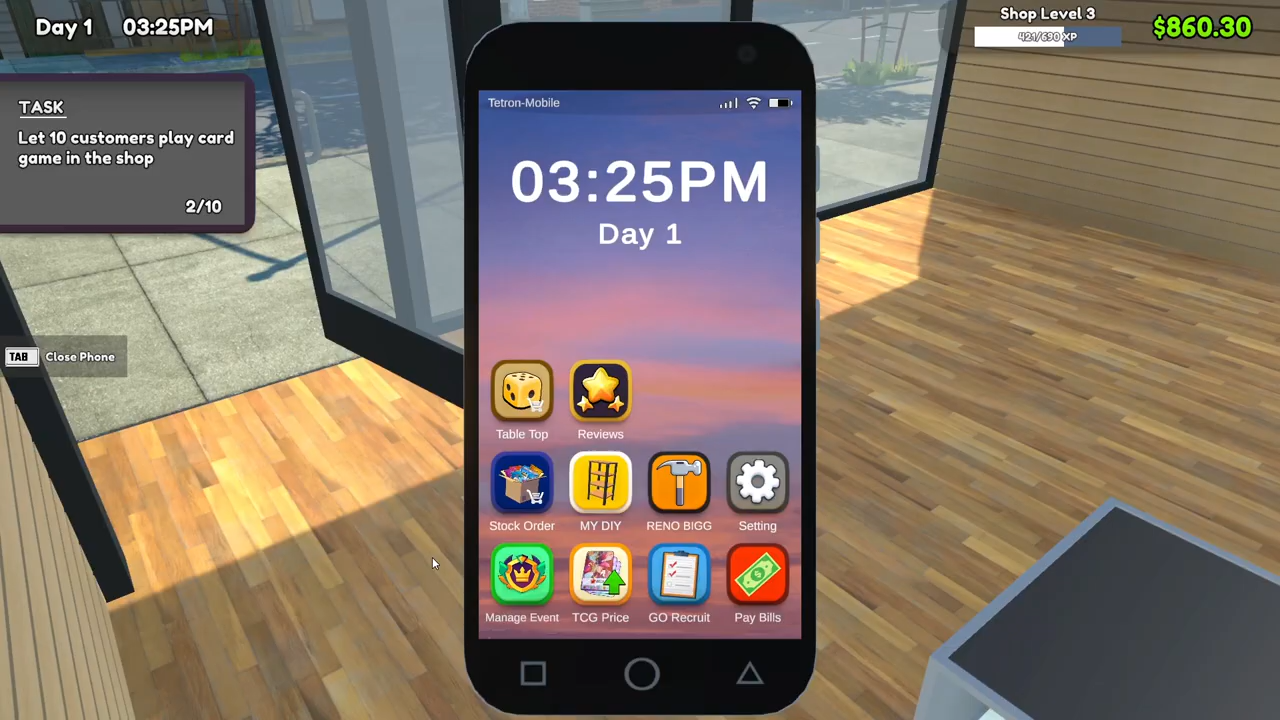 Day 1 03:25PM
Shop Level 3
421/690 XP
$860.30
TASK
Let 10 customers play card
game in the shop
2/10
TAB Close Phone
Tetron-Mobile
03:25PM
Day 1
Table Top
Reviews
Stock Order
MY DIY
RENO BIGG
Setting
Manage Event
TCG Price
GO Recruit
Pay Bills